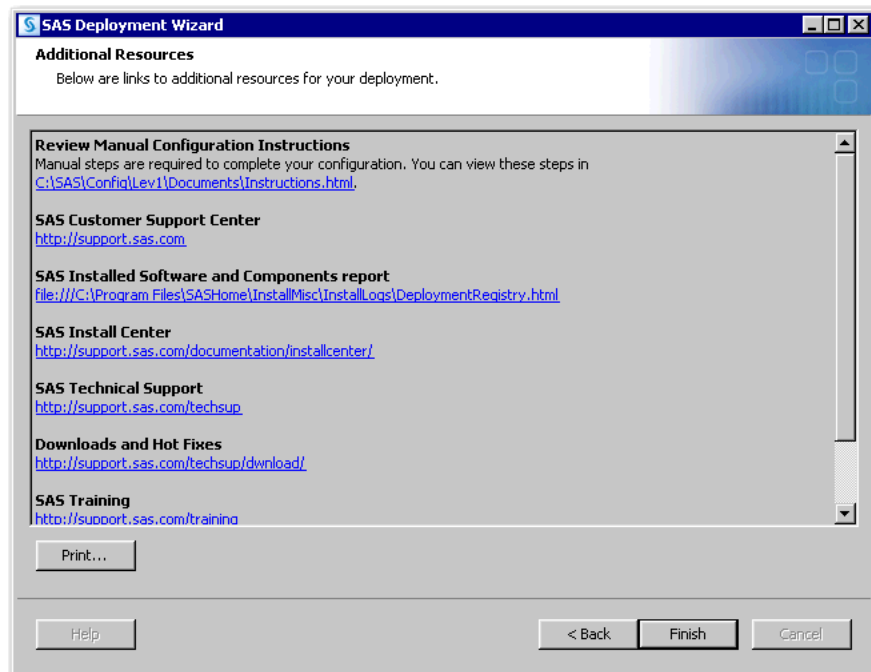 SAS Deployment Wizard
Additional Resources
Below are links to additional resources for your deployment.
Review Manual Configuration Instructions
Manual steps are required to complete your configuration. You can view these steps in
C:\SAS\Config\Lev1\Documents\Instructions.html.
SAS Customer Support Center
http://support.sas.com
SAS Installed Software and Components report
file:///C:\Program Files\SASHome\InstallMisc\InstallLogs\DeploymentRegistry.html
SAS Install Center
http://support.sas.com/documentation/installcenter/
SAS Technical Support
http://support.sas.com/techsup
Downloads and Hot Fixes
http://support.sas.com/techsup/dwnload/
SAS Training
http://support.sas.com/training
Print...
Help
< Back
Finish
Cancel